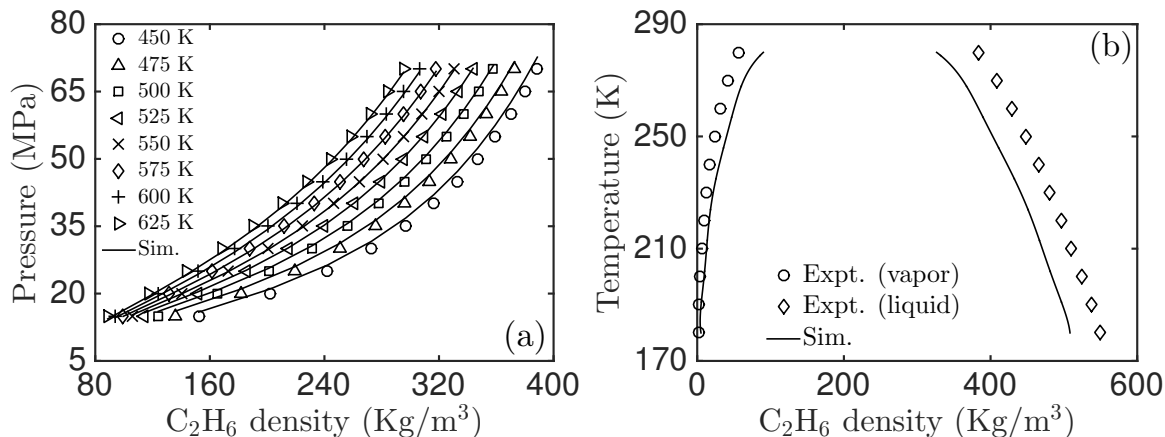 80
65
50
35
20
5
Pressure (MPa)
450 K
475 K
500 K
525 K
550 K
575 K
600 K
625 K
Sim.
(a)
80
160
240
320
400
C₂H₆ density (Kg/m³)
290
250
210
170
Temperature (K)
(b)
Expt. (vapor)
Expt. (liquid)
Sim.
0
200
400
600
C₂H₆ density (Kg/m³)